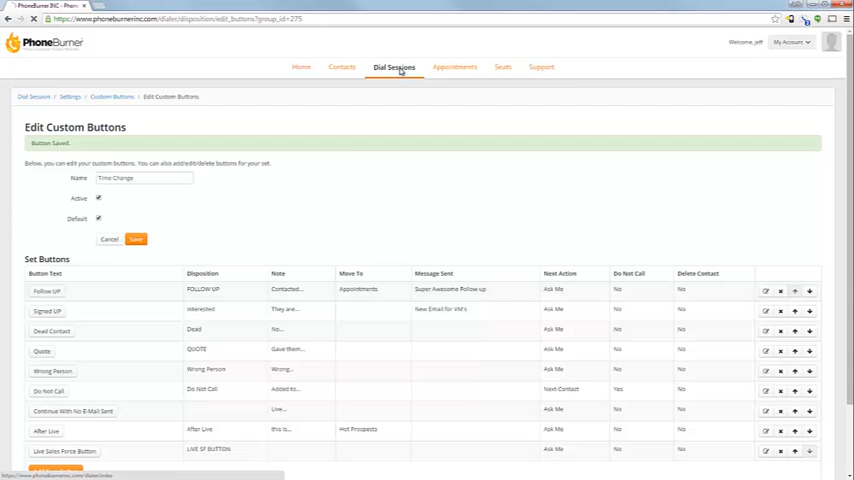 PhoneBurner INC - Dial
https://www.phoneburnerinc.com/dialer/disposition/edit_buttons?group_id=275
PhoneBurner
Welcome, jeff
My Account
Home Contacts Dial Sessions Appointments Seats Support
Dial Session / Settings / Custom Buttons / Edit Custom Buttons
Edit Custom Buttons
Button Saved.
Below, you can edit your custom buttons. You can also add/edit/delete buttons for your set.
Name Time Change
Active
Default
Cancel Save
Set Buttons
Button Text Disposition Note Move To Message Sent Next Action Do Not Call Delete Contact
Follow UP FOLLOW UP Contacted... Appointments Super Awesome Follow up Ask Me No No
Signed UP Interested They are... New Email for VM's Ask Me No No
Dead Contact Dead No... Ask Me No No
Quote QUOTE Gave them... Ask Me No No
Wrong Person Wrong Person Wrong... Ask Me No No
Do Not Call Do Not Call Added to... Next Contact Yes No
Continue With No E-Mail Sent Live... Ask Me No No
After Live After Live this is... Hot Prospects Ask Me No No
Live Sales Force Button LIVE SF BUTTON Ask Me No No
https://www.phoneburnerinc.com/dialer/index